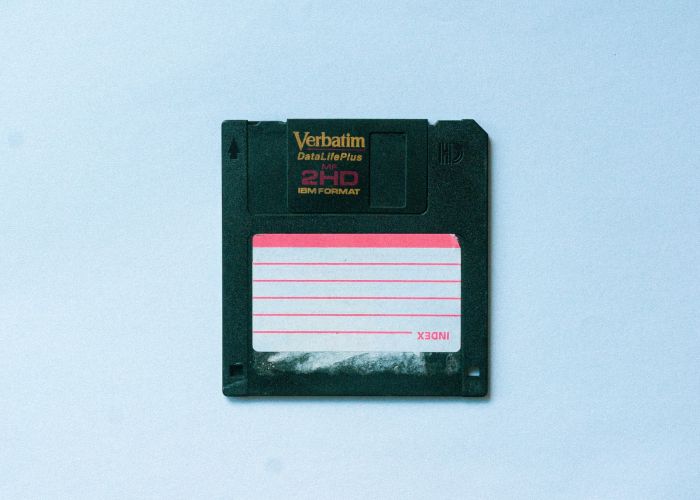 Verbatim
DataLifePlus
MF
2HD
IBM FORMAT
HD
INDEX